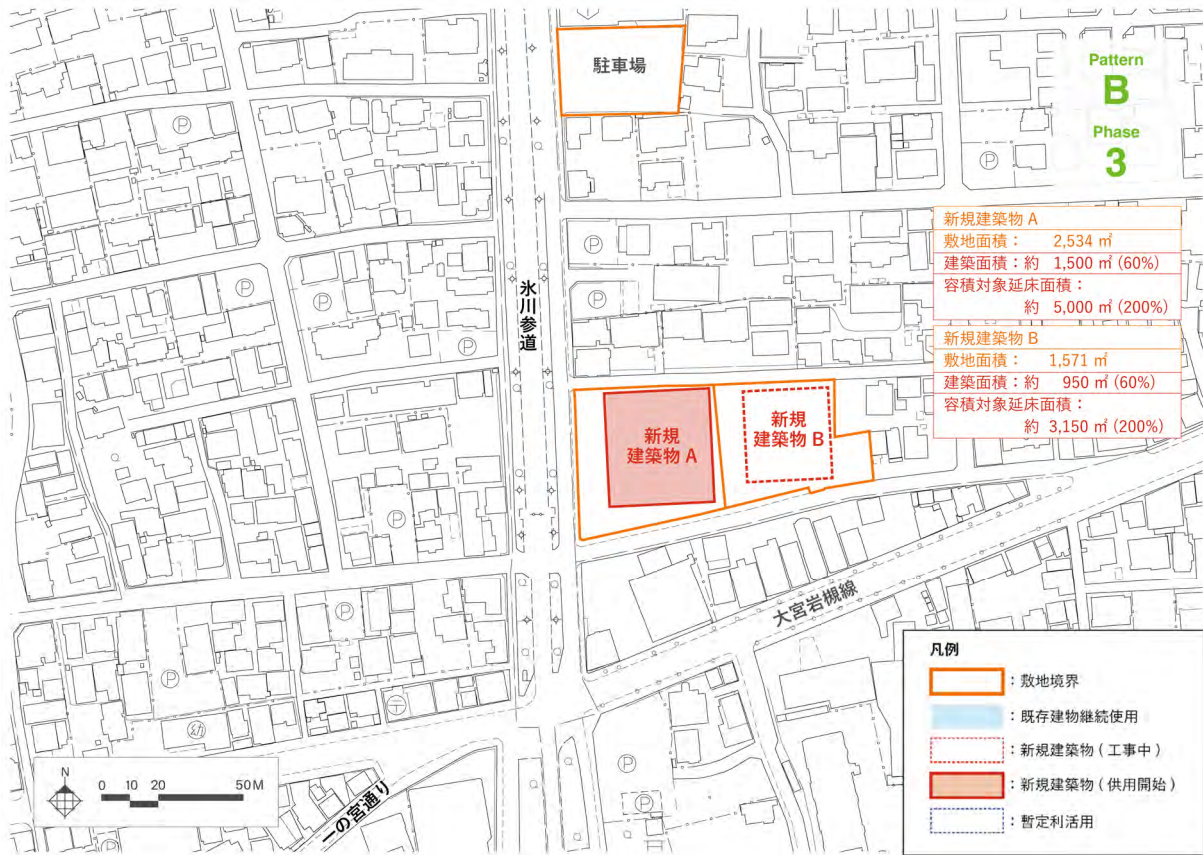 駐車場
Pattern
B
Phase
3
Ⓟ
Ⓟ
Ⓟ
Ⓟ
Ⓟ
Ⓟ
Ⓟ
Ⓟ
氷川参道
新規建築物 A
敷地面積： 2,534 ㎡
建築面積：約 1,500 ㎡ (60%)
容積対象延床面積：
約 5,000 ㎡ (200%)
新規建築物 B
敷地面積： 1,571 ㎡
建築面積：約 950 ㎡ (60%)
容積対象延床面積：
約 3,150 ㎡ (200%)
新規
建築物 A
新規
建築物 B
Ⓟ
Ⓟ
Ⓟ
大宮岩槻線
Ⓟ
Ⓟ
一の宮通り
N
0 10 20 50M
凡例
：敷地境界
：既存建物継続使用
：新規建築物 ( 工事中 )
：新規建築物 ( 供用開始 )
：暫定利活用